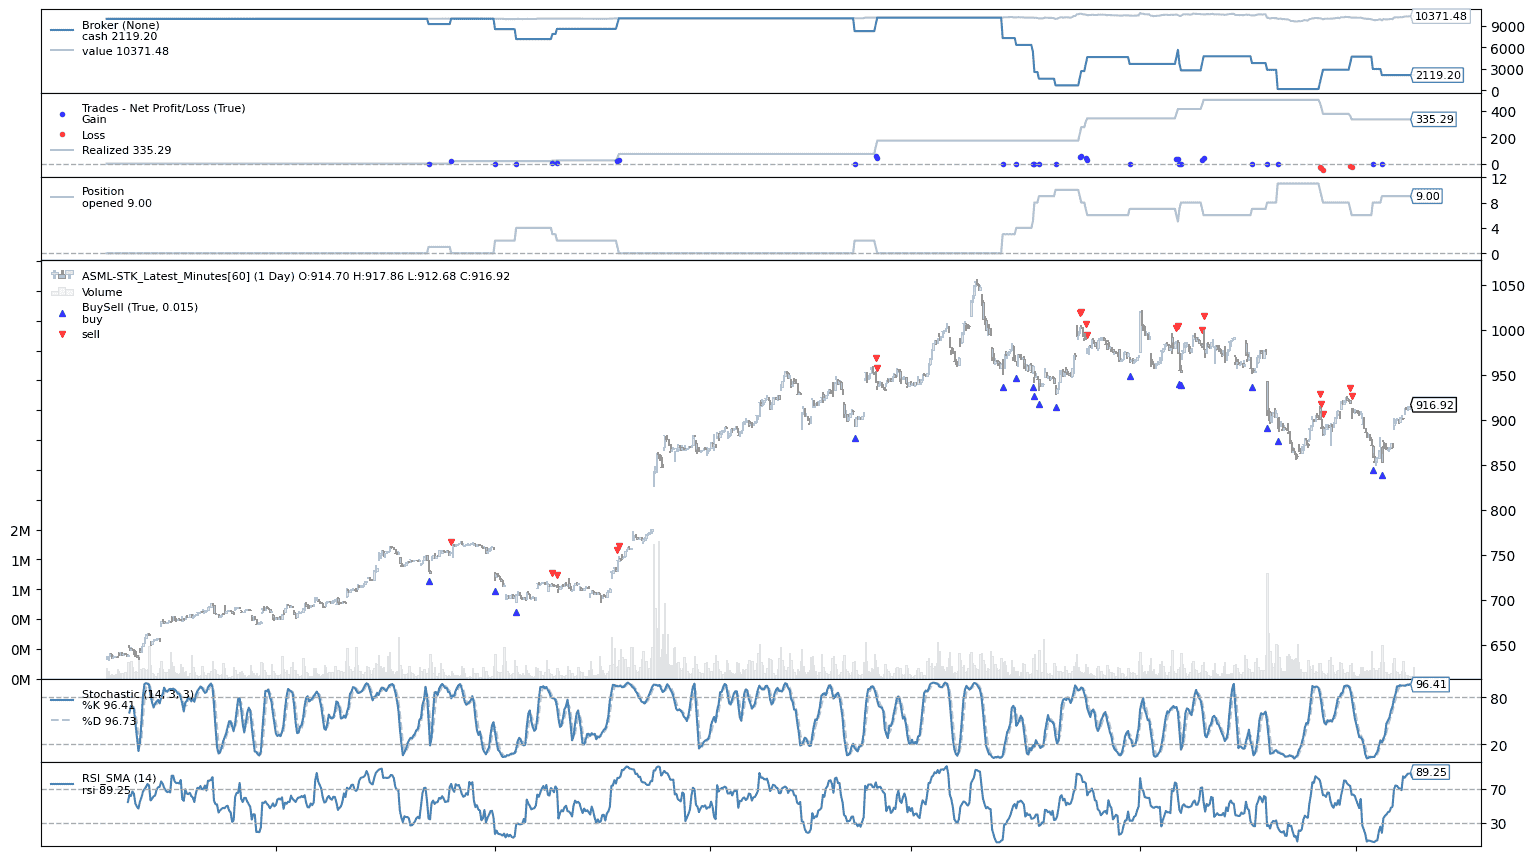 Broker (None)
cash 2119.20
value 10371.48
10371.48
9000
6000
3000
2119.20
0
Trades - Net Profit/Loss (True)
Gain
Loss
Realized 335.29
400
335.29
200
0
Position
opened 9.00
12
9.00
8
4
0
ASML-STK_Latest_Minutes[60] (1 Day) O:914.70 H:917.86 L:912.68 C:916.92
Volume
BuySell (True, 0.015)
buy
sell
1050
1000
950
916.92
900
850
800
750
700
650
2M
1M
1M
0M
0M
0M
Stochastic (14, 3, 3)
%K 96.41
%D 96.73
96.41
80
20
RSI_SMA (14)
rsi 89.25
89.25
70
30